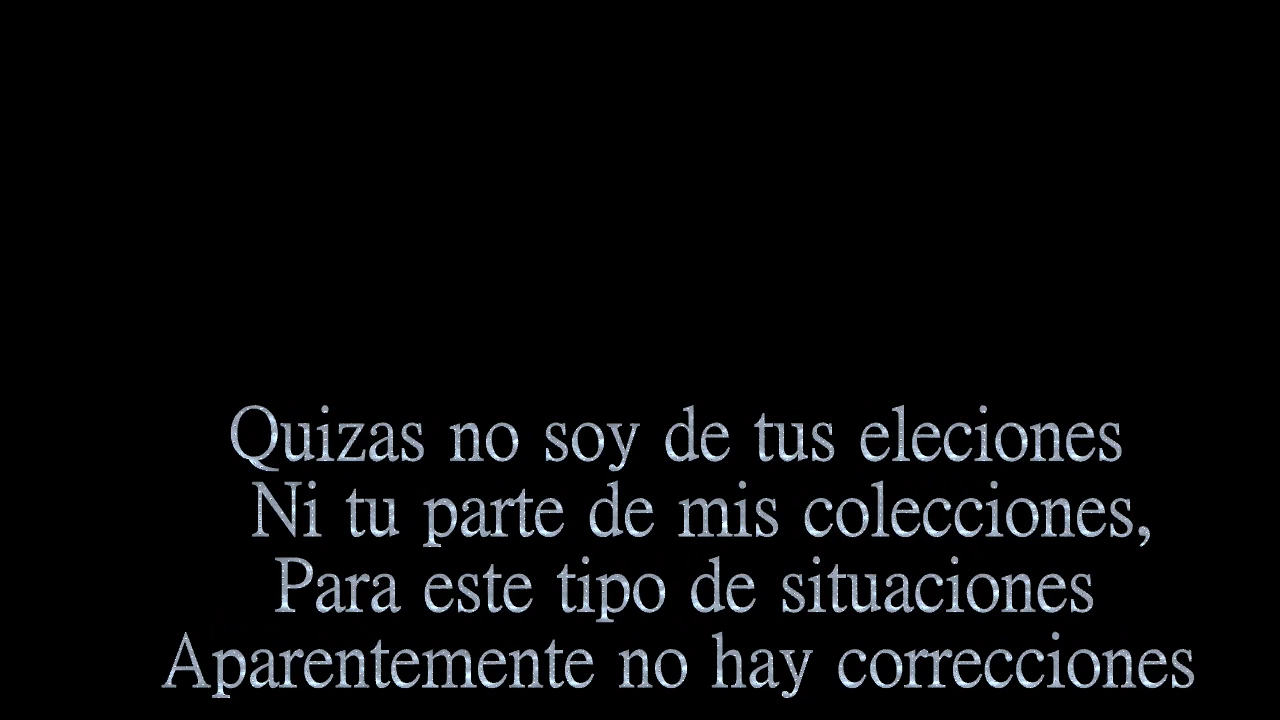 Quizas no soy de tus eleciones
Ni tu parte de mis colecciones,
Para este tipo de situaciones
Aparentemente no hay correcciones